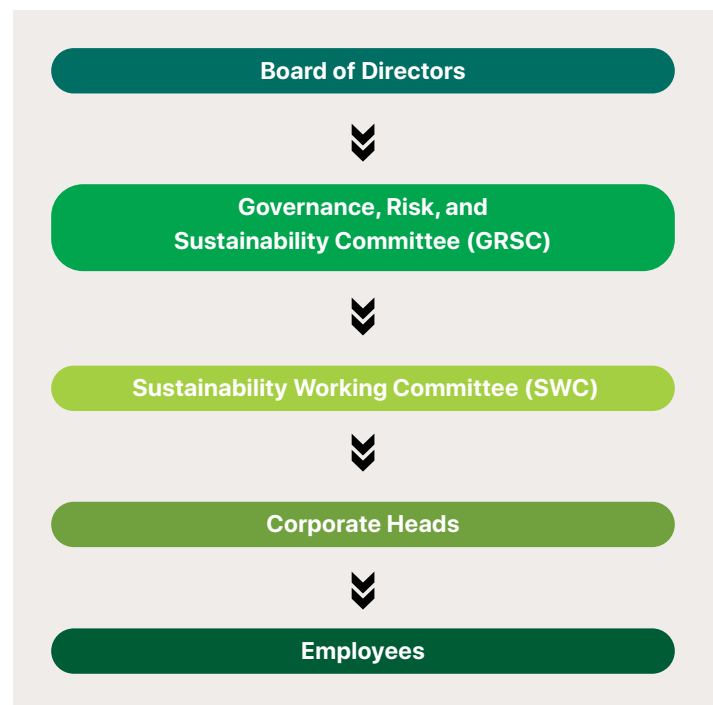 Board of Directors
Governance, Risk, and
Sustainability Committee (GRSC)
Sustainability Working Committee (SWC)
Corporate Heads
Employees